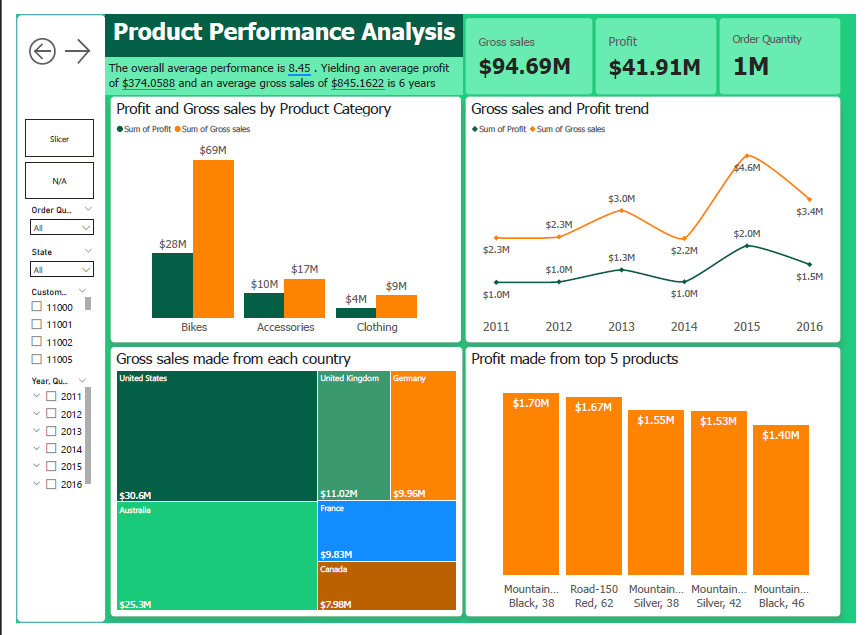 Product Performance Analysis
The overall average performance is 8.45 . Yielding an average profit
of $374.0588 and an average gross sales of $845.1622 is 6 years
Gross sales
$94.69M
Profit
$41.91M
Order Quantity
1M
Slicer
N/A
Order Qu...
All
State
All
Custom...
11000
11001
11002
11005
Year, Qu...
2011
2012
2013
2014
2015
2016
Profit and Gross sales by Product Category
Sum of Profit Sum of Gross sales
$69M
$28M
$17M
$10M
$9M
$4M
Bikes Accessories Clothing
Gross sales and Profit trend
Sum of Profit Sum of Gross sales
$2.3M $2.3M $3.0M $2.2M $4.6M $3.4M
$1.0M $1.0M $1.3M $1.0M $2.0M $1.5M
2011 2012 2013 2014 2015 2016
Gross sales made from each country
United States
$30.6M
Australia
$25.3M
United Kingdom
$11.02M
Germany
$9.96M
France
$9.83M
Canada
$7.98M
Profit made from top 5 products
$1.70M $1.67M $1.55M $1.53M $1.40M
Mountain... Road-150 Mountain... Mountain... Mountain...
Black, 38 Red, 62 Silver, 38 Silver, 42 Black, 46